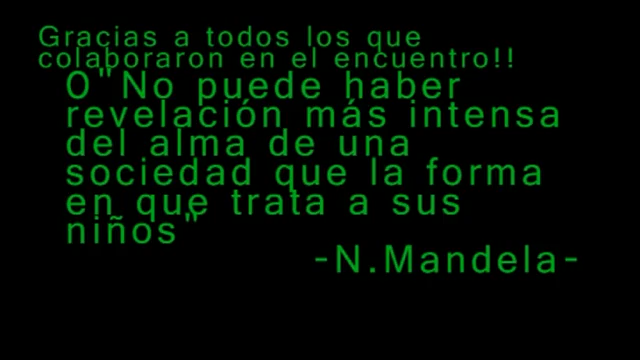 Gracias a todos los que
colaboraron en el encuentro!!
O"No puede haber
revelación más intensa
del alma de una
sociedad que la forma
en que trata a sus
niños"
-N.Mandela-